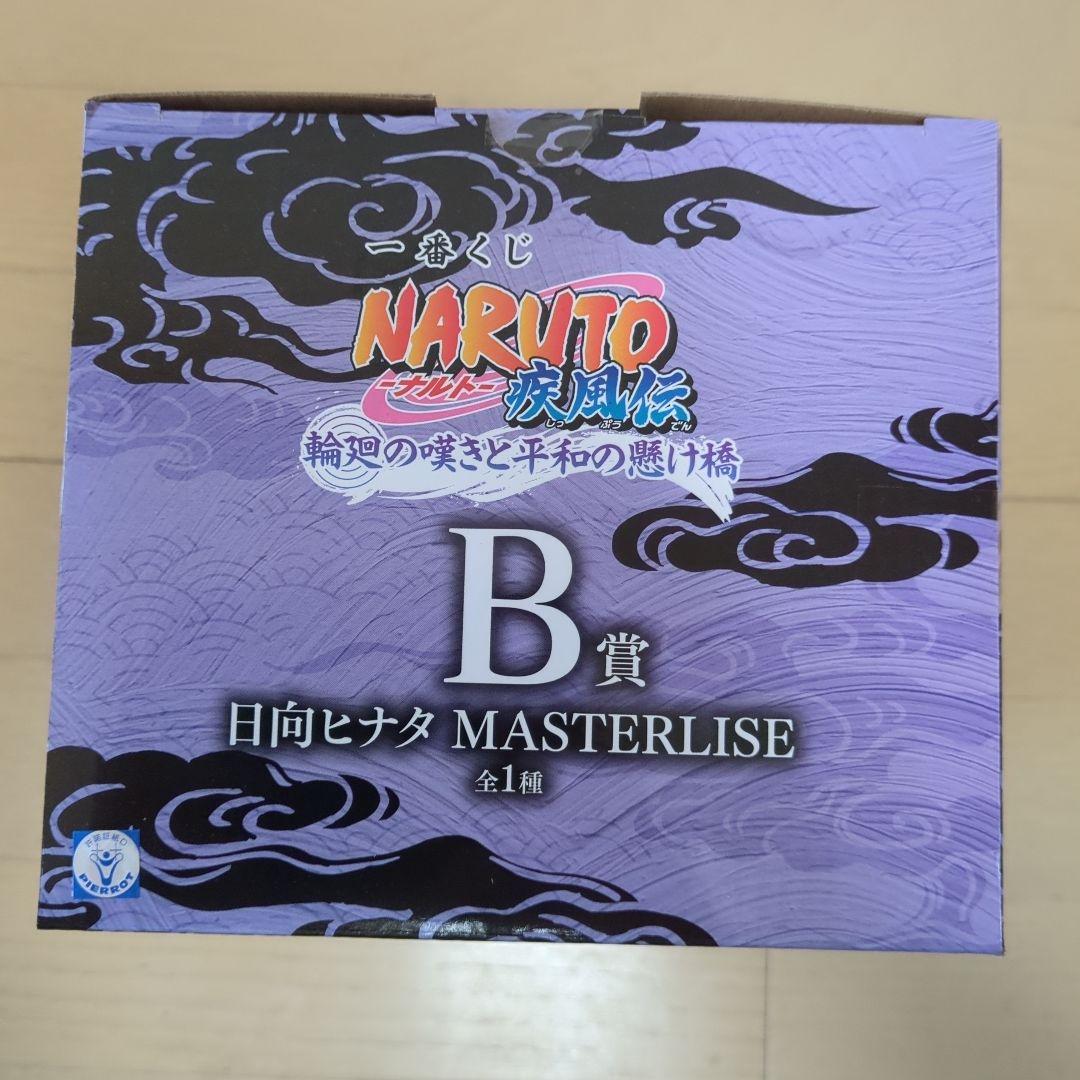 一番くじ
NARUTO
-ナルト-
疾風伝
しっ ぷう でん
輪廻の嘆きと平和の懸け橋
B賞
日向ヒナタ MASTERLISE
全1種
PIERROT